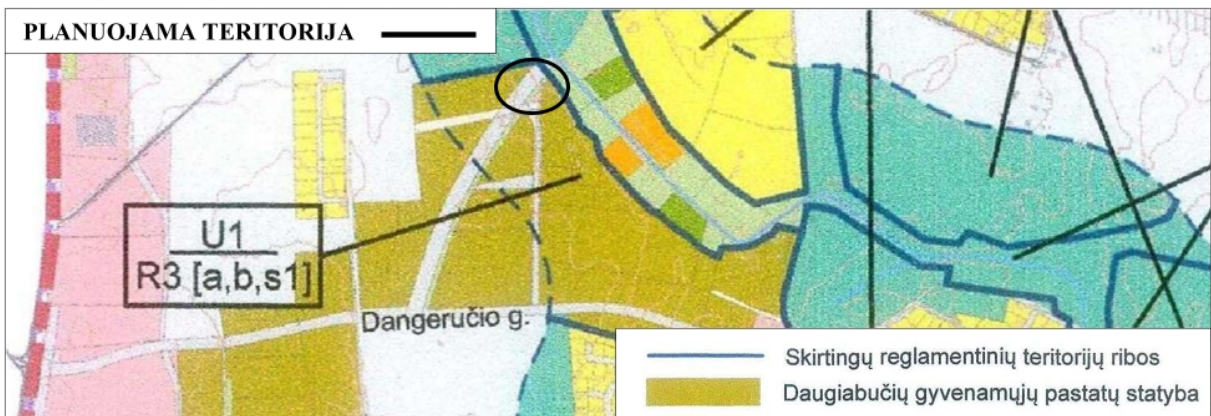 PLANUOJAMA TERITORIJA
U1
R3 [a,b,s1]
Dangeručio g.
Skirtingų reglamentinių teritorijų ribos
Daugiabučių gyvenamųjų pastatų statyba